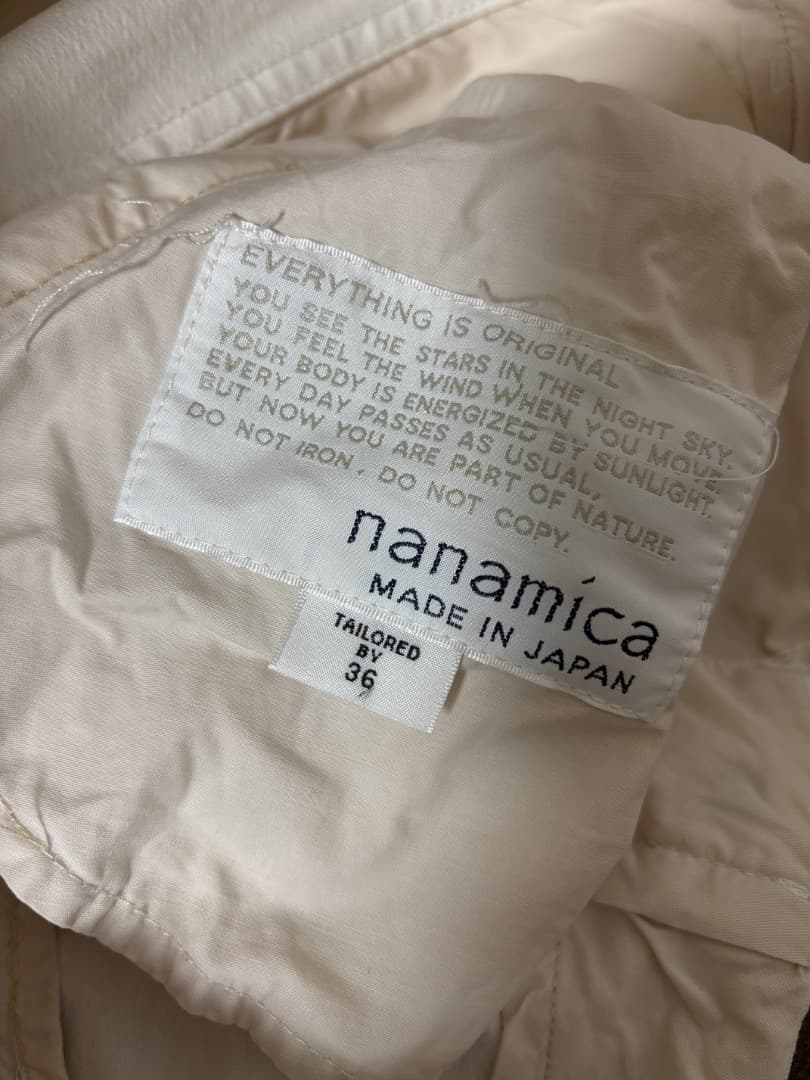 EVERYTHING IS ORIGINAL
YOU SEE THE STARS IN THE NIGHT SKY.
YOU FEEL THE WIND WHEN YOU MOVE.
YOUR BODY IS ENERGIZED BY SUNLIGHT.
EVERY DAY PASSES AS USUAL,
BUT NOW YOU ARE PART OF NATURE.
DO NOT IRON, DO NOT COPY.
nanamíca
MADE IN JAPAN
TAILORED
BY
36